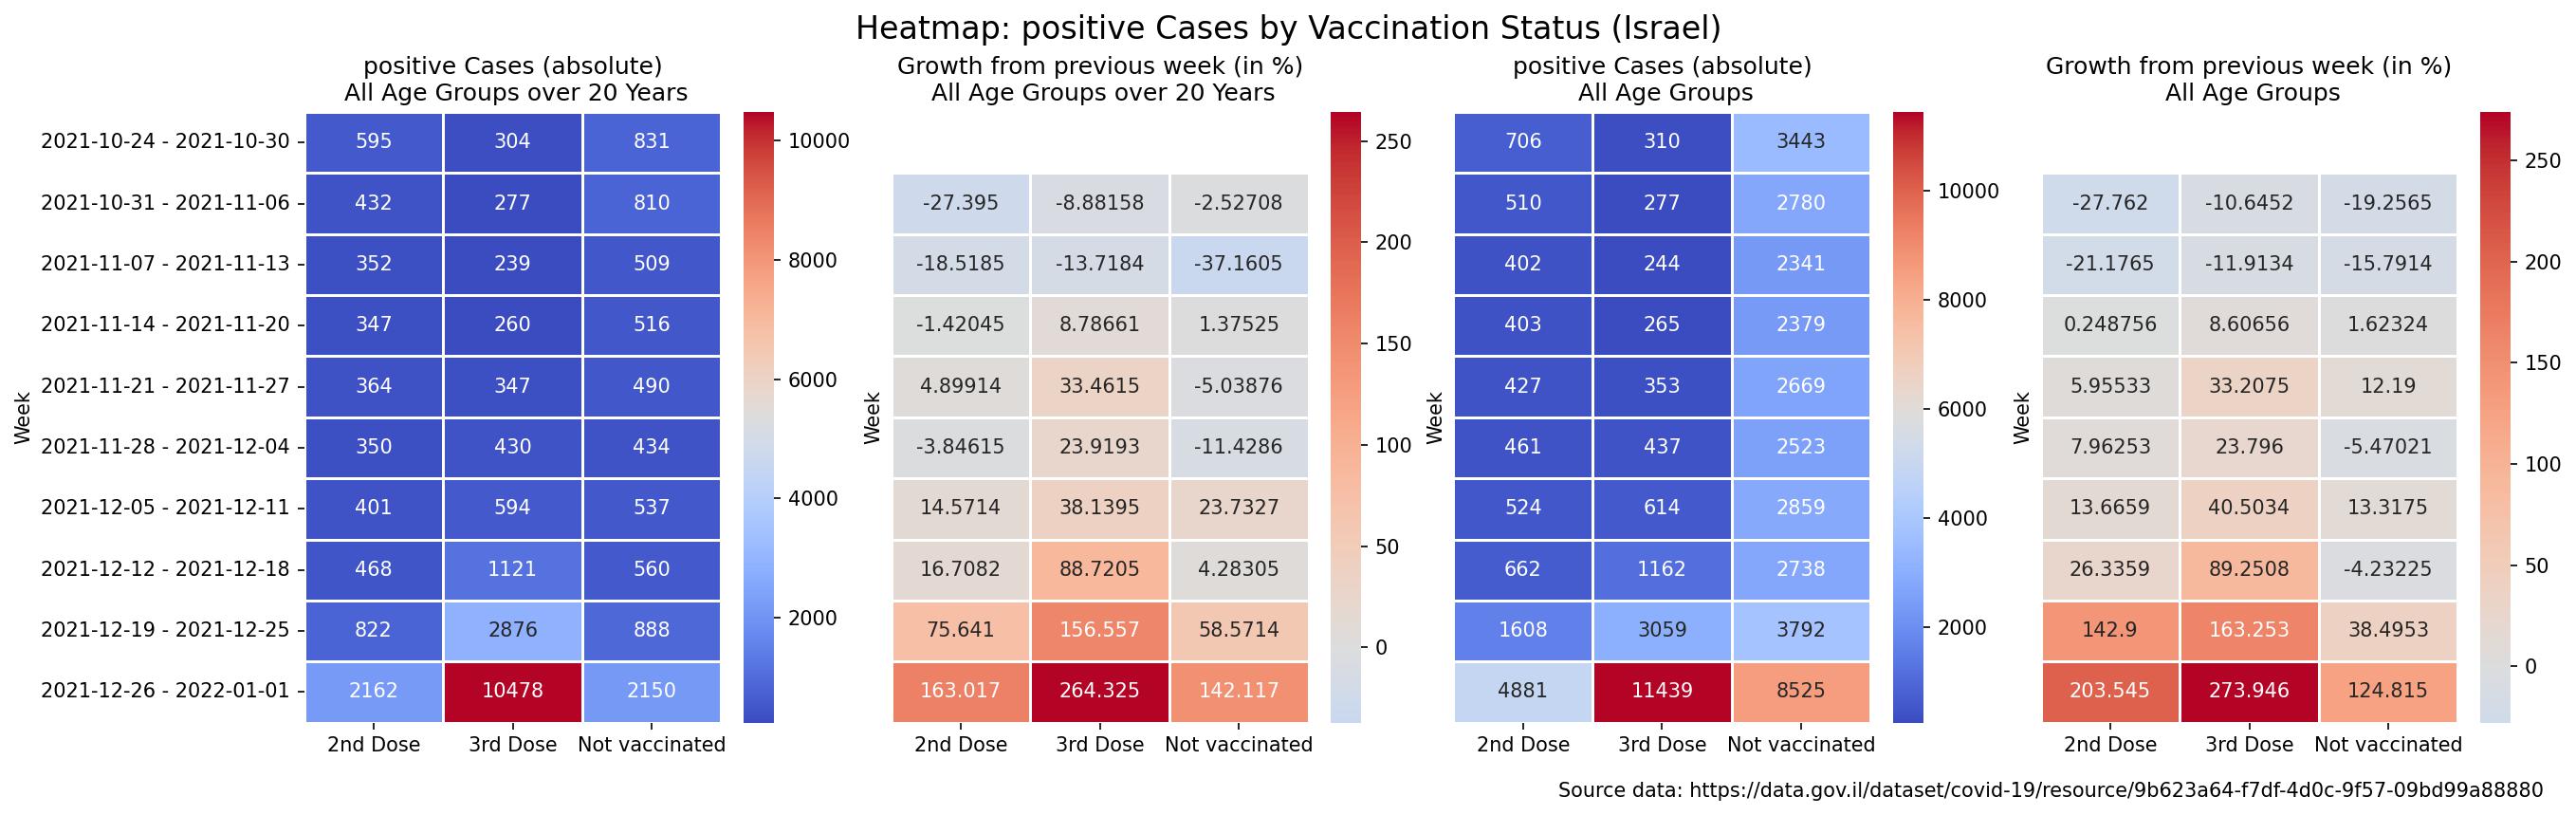 Heatmap: positive Cases by Vaccination Status (Israel)
positive Cases (absolute)
All Age Groups over 20 Years
Week
2021-10-24 - 2021-10-30 595 304 831
2021-10-31 - 2021-11-06 432 277 810
2021-11-07 - 2021-11-13 352 239 509
2021-11-14 - 2021-11-20 347 260 516
2021-11-21 - 2021-11-27 364 347 490
2021-11-28 - 2021-12-04 350 430 434
2021-12-05 - 2021-12-11 401 594 537
2021-12-12 - 2021-12-18 468 1121 560
2021-12-19 - 2021-12-25 822 2876 888
2021-12-26 - 2022-01-01 2162 10478 2150
2nd Dose 3rd Dose Not vaccinated
10000
8000
6000
4000
2000
Growth from previous week (in %)
All Age Groups over 20 Years
Week
-27.395 -8.88158 -2.52708
-18.5185 -13.7184 -37.1605
-1.42045 8.78661 1.37525
4.89914 33.4615 -5.03876
-3.84615 23.9193 -11.4286
14.5714 38.1395 23.7327
16.7082 88.7205 4.28305
75.641 156.557 58.5714
163.017 264.325 142.117
2nd Dose 3rd Dose Not vaccinated
250
200
150
100
50
0
positive Cases (absolute)
All Age Groups
Week
706 310 3443
510 277 2780
402 244 2341
403 265 2379
427 353 2669
461 437 2523
524 614 2859
662 1162 2738
1608 3059 3792
4881 11439 8525
2nd Dose 3rd Dose Not vaccinated
10000
8000
6000
4000
2000
Growth from previous week (in %)
All Age Groups
Week
-27.762 -10.6452 -19.2565
-21.1765 -11.9134 -15.7914
0.248756 8.60656 1.62324
5.95533 33.2075 12.19
7.96253 23.796 -5.47021
13.6659 40.5034 13.3175
26.3359 89.2508 -4.23225
142.9 163.253 38.4953
203.545 273.946 124.815
2nd Dose 3rd Dose Not vaccinated
250
200
150
100
50
0
Source data: https://data.gov.il/dataset/covid-19/resource/9b623a64-f7df-4d0c-9f57-09bd99a88880